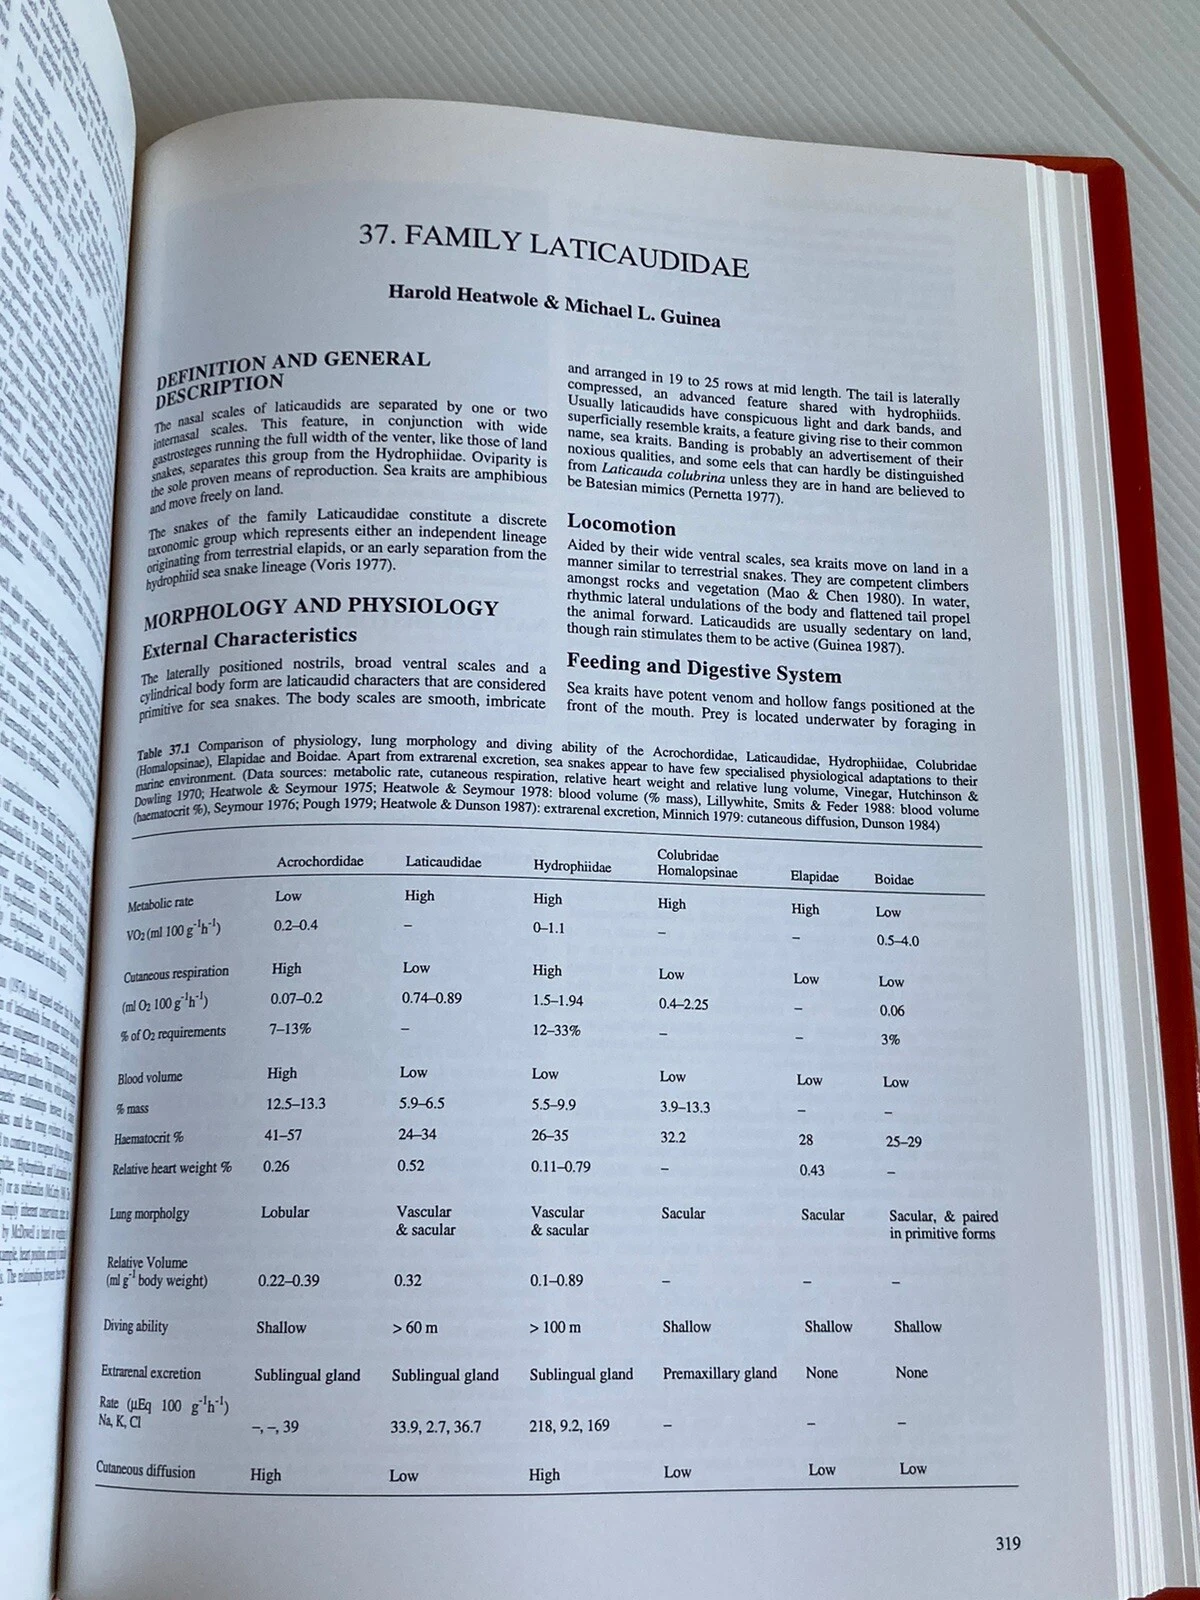 37. FAMILY LATICAUDIDAE
Harold Heatwole & Michael L. Guinea
DEFINITION AND GENERAL
DESCRIPTION
The nasal scales of laticaudids are separated by one or two
internasal scales. This feature, in conjunction with wide
gastrosteges running the full width of the venter, like those of land
snakes, separates this group from the Hydrophiidae. Oviparity is
the sole proven means of reproduction. Sea kraits are amphibious
and move freely on land.
The snakes of the family Laticaudidae constitute a discrete
taxonomic group which represents either an independent lineage
originating from terrestrial elapids, or an early separation from the
hydrophiid sea snake lineage (Voris 1977).
MORPHOLOGY AND PHYSIOLOGY
External Characteristics
The laterally positioned nostrils, broad ventral scales and a
cylindrical body form are laticaudid characters that are considered
primitive for sea snakes. The body scales are smooth, imbricate
and arranged in 19 to 25 rows at mid length. The tail is laterally
compressed, an advanced feature shared with hydrophiids.
Usually laticaudids have conspicuous light and dark bands, and
superficially resemble kraits, a feature giving rise to their common
name, sea kraits. Banding is probably an advertisement of their
noxious qualities, and some eels that can hardly be distinguished
from Laticauda colubrina unless they are in hand are believed to
be Batesian mimics (Pernetta 1977).
Locomotion
Aided by their wide ventral scales, sea kraits move on land in a
manner similar to terrestrial snakes. They are competent climbers
amongst rocks and vegetation (Mao & Chen 1980). In water,
rhythmic lateral undulations of the body and flattened tail propel
the animal forward. Laticaudids are usually sedentary on land,
though rain stimulates them to be active (Guinea 1987).
Feeding and Digestive System
Sea kraits have potent venom and hollow fangs positioned at the
front of the mouth. Prey is located underwater by foraging in
Table 37.1 Comparison of physiology, lung morphology and diving ability of the Acrochordidae, Laticaudidae, Hydrophiidae, Colubridae
(Homalopsinae), Elapidae and Boidae. Apart from extrarenal excretion, sea snakes appear to have few specialised physiological adaptations to their
marine environment. (Data sources: metabolic rate, cutaneous respiration, relative heart weight and relative lung volume, Vinegar, Hutchinson &
Dowling 1970; Heatwole & Seymour 1975; Heatwole & Seymour 1978: blood volume (% mass), Lillywhite, Smits & Feder 1988: blood volume
(haematocrit %), Seymour 1976; Pough 1979; Heatwole & Dunson 1987): extrarenal excretion, Minnich 1979: cutaneous diffusion, Dunson 1984)
Acrochordidae Laticaudidae Hydrophiidae Colubridae Homalopsinae Elapidae Boidae
Metabolic rate Low High High High High Low
VO2 (ml 100 g⁻¹h⁻¹) 0.2–0.4 – 0–1.1 – – 0.5–4.0
Cutaneous respiration High Low High Low Low Low
(ml O2 100 g⁻¹h⁻¹) 0.07–0.2 0.74–0.89 1.5–1.94 0.4–2.25 – 0.06
% of O2 requirements 7–13% – 12–33% – – 3%
Blood volume High Low Low Low Low Low
% mass 12.5–13.3 5.9–6.5 5.5–9.9 3.9–13.3 – –
Haematocrit % 41–57 24–34 26–35 32.2 28 25–29
Relative heart weight % 0.26 0.52 0.11–0.79 – 0.43 –
Lung morpholgy Lobular Vascular & sacular Vascular & sacular Sacular Sacular Sacular, & paired in primitive forms
Relative Volume
(ml g⁻¹ body weight) 0.22–0.39 0.32 0.1–0.89 – – –
Diving ability Shallow > 60 m > 100 m Shallow Shallow Shallow
Extrarenal excretion Sublingual gland Sublingual gland Sublingual gland Premaxillary gland None None
Rate (µEq 100 g⁻¹h⁻¹)
Na, K, Cl –, –, 39 33.9, 2.7, 36.7 218, 9.2, 169 – – –
Cutaneous diffusion High Low High Low Low Low
319